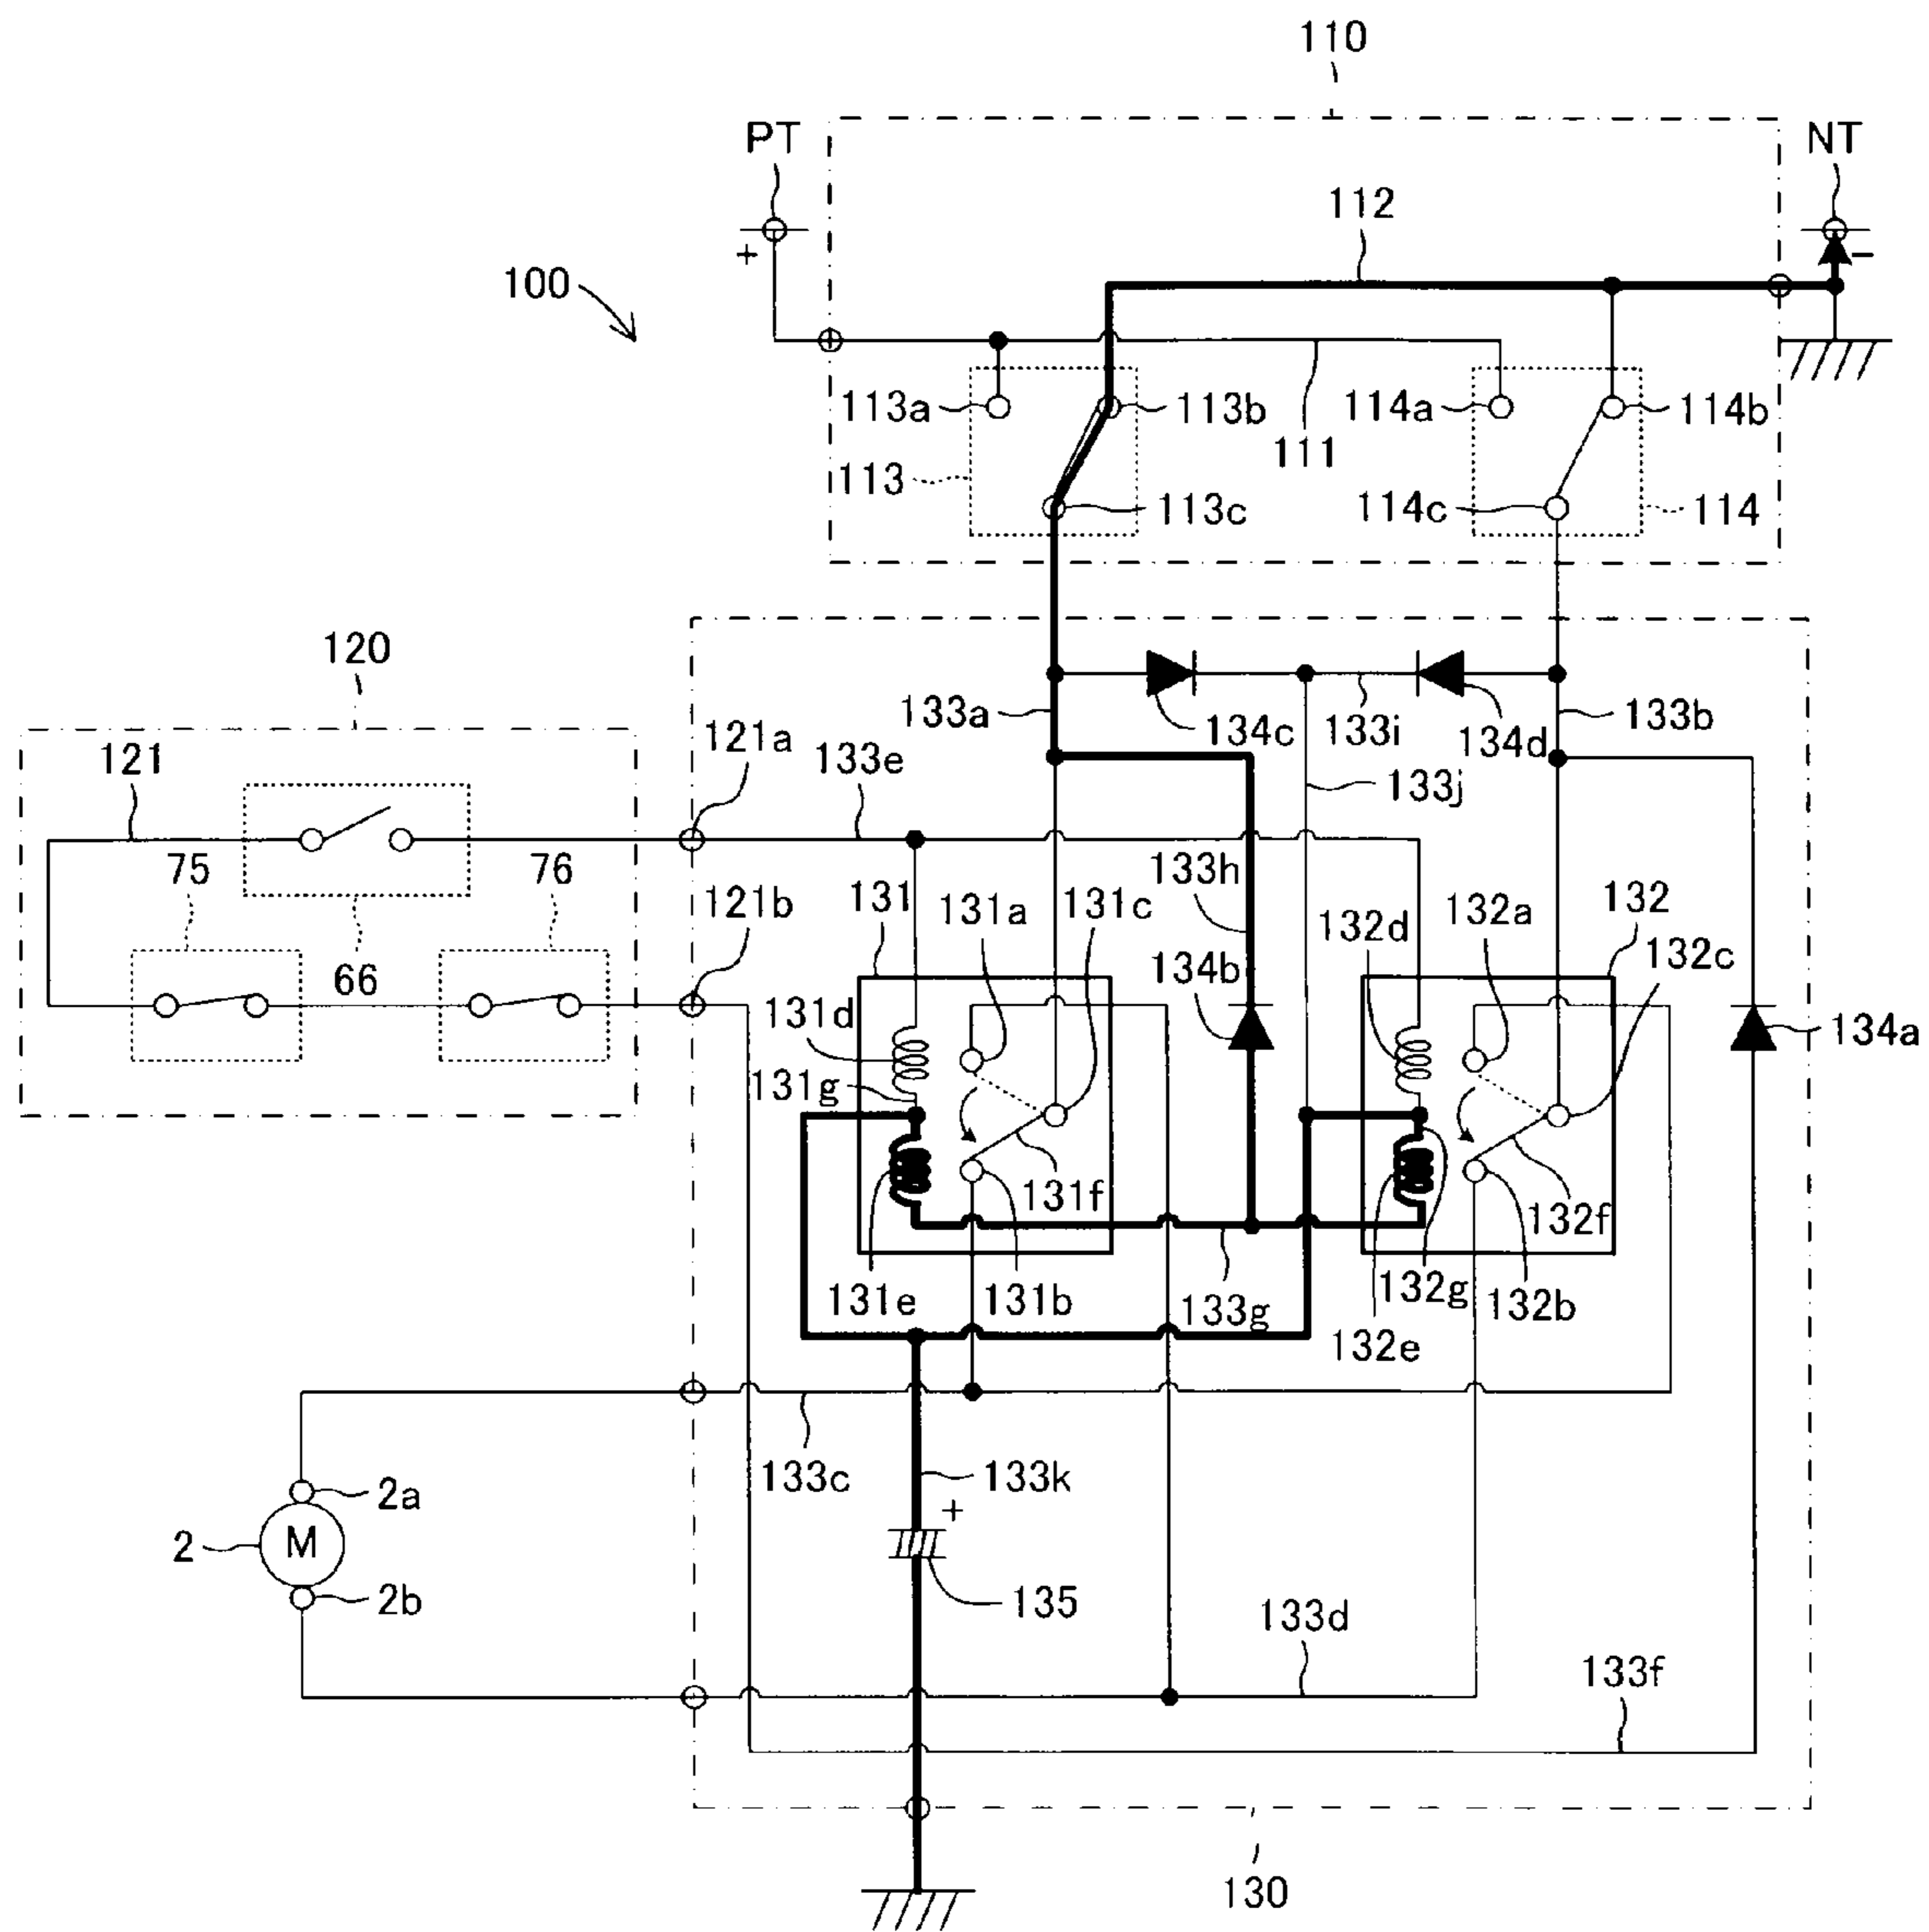 110
PT
NT
112
+
−
100
113a
113b
114a
114b
111
113
113c
114c
114
120
133a
134c
133i
134d
133b
121
121a
133e
133j
75
76
66
121b
131
131a
131c
133h
132d
132a
132
132c
134b
131d
131g
134a
131f
132f
131e
131b
133g
132g
132b
132e
133c
133k
+
2a
2
M
2b
135
133d
133f
130